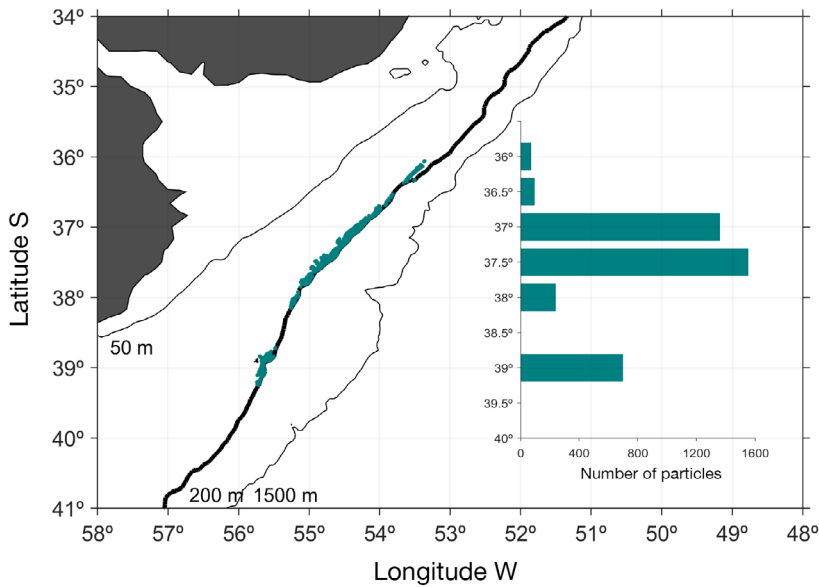 34º
35º
36º
37º
38º
39º
40º
41º
Latitude S
50 m
200 m 1500 m
36º
36.5º
37º
37.5º
38º
38.5º
39º
39.5º
40º
0 400 800 1200 1600
Number of particles
58º 57º 56º 55º 54º 53º 52º 51º 50º 49º 48º
Longitude W